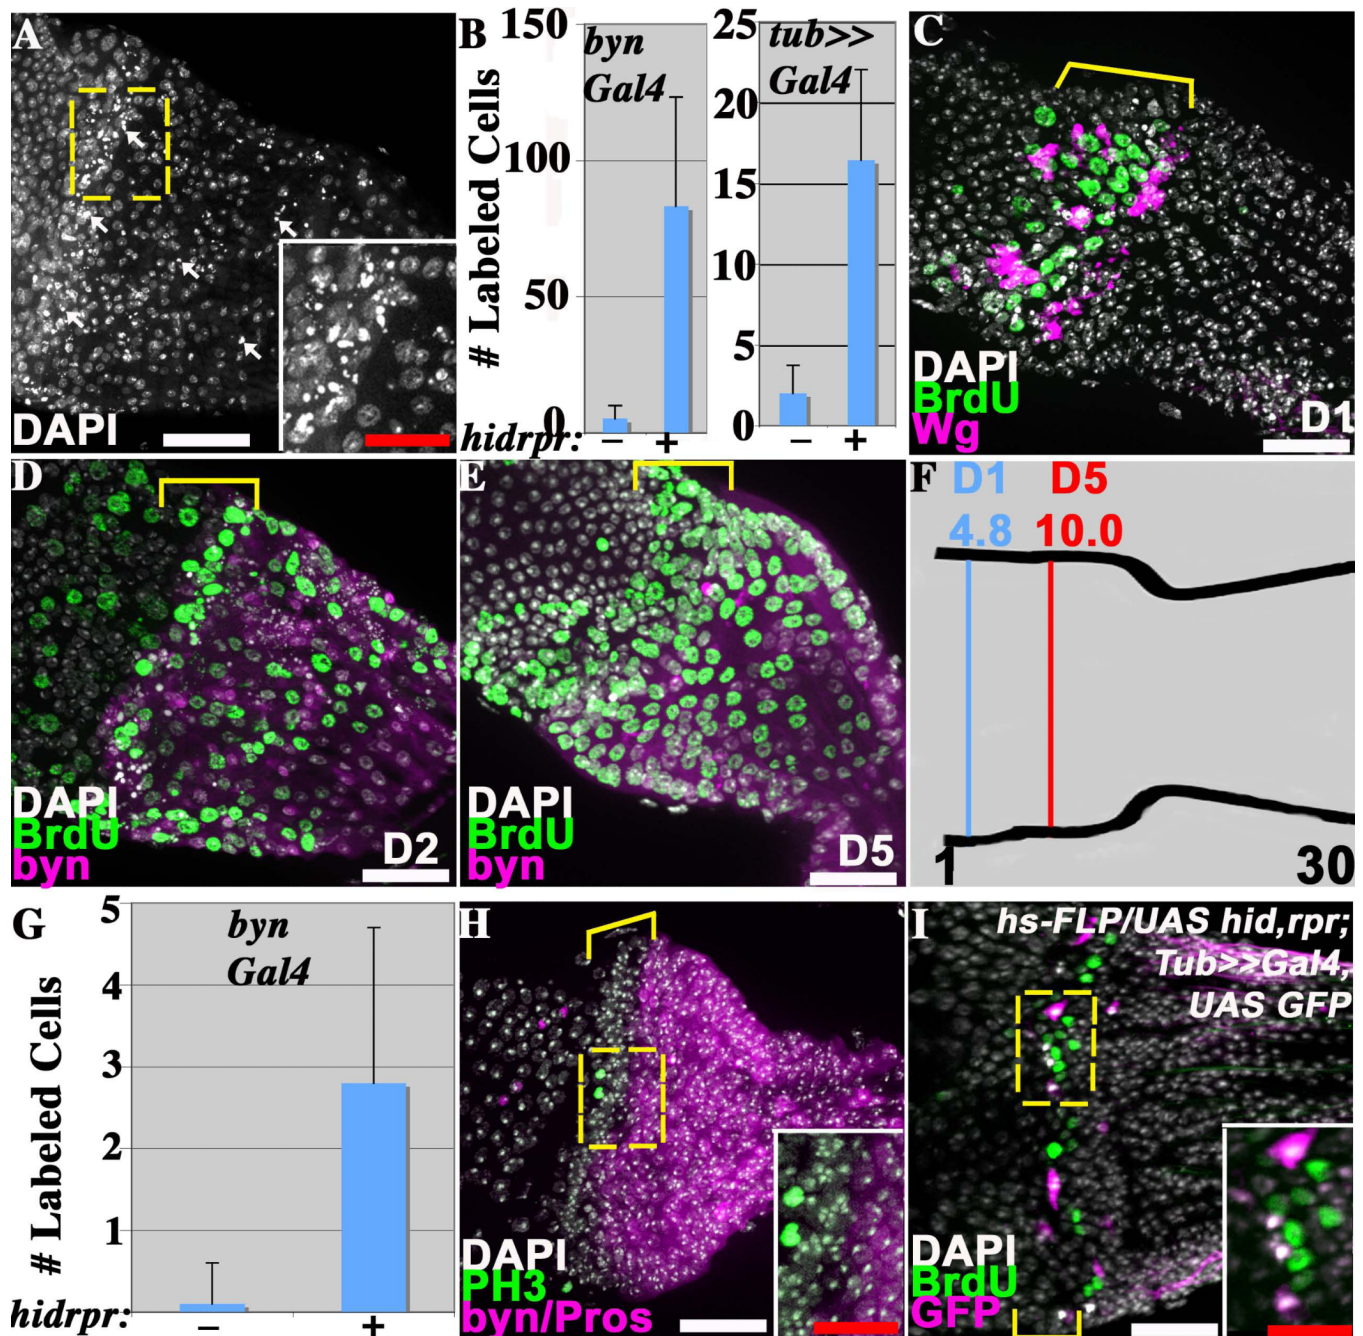 A
DAPI
B
# Labeled Cells
150
100
50
0
byn
Gal4
25
20
15
10
5
0
tub>>
Gal4
hidrpr:
– +
– +
C
DAPI
BrdU
Wg
D1
D
DAPI
BrdU
byn
D2
E
DAPI
BrdU
byn
D5
F
D1 D5
4.8 10.0
1 30
G
# Labeled Cells
5
4
3
2
1
byn
Gal4
hidrpr:
– +
H
DAPI
PH3
byn/Pros
I
hs-FLP/UAS hid,rpr;
Tub>>Gal4,
UAS GFP
DAPI
BrdU
GFP